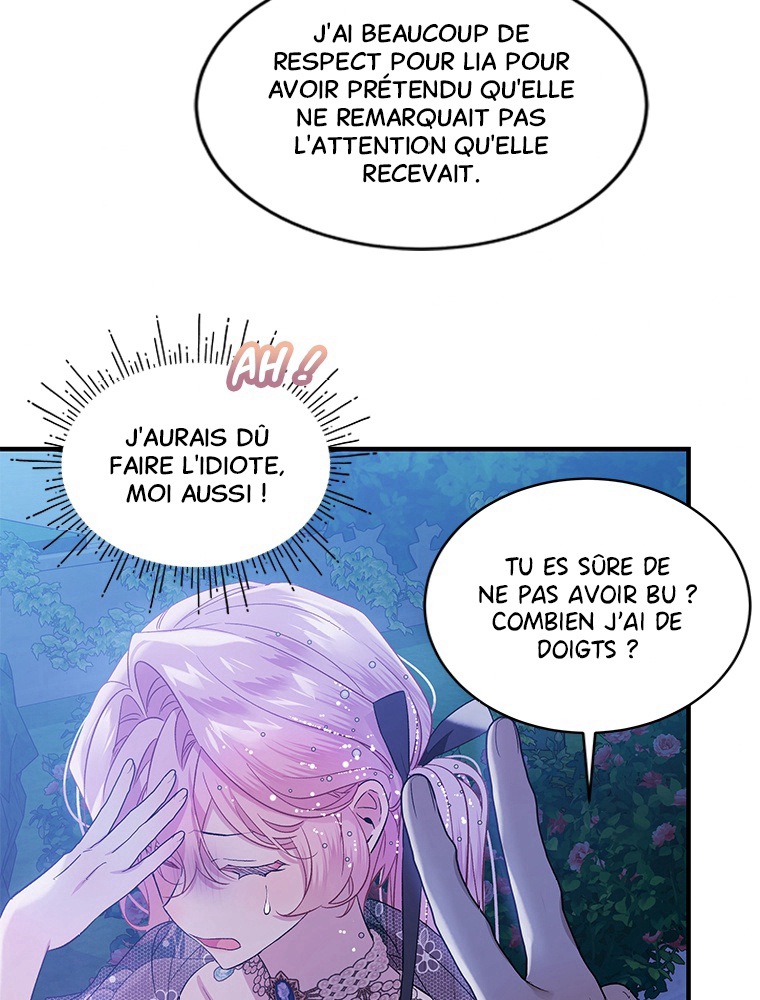 J'AI BEAUCOUP DE
RESPECT POUR LIA POUR
AVOIR PRÉTENDU QU'ELLE
NE REMARQUAIT PAS
L'ATTENTION QU'ELLE
RECEVAIT.
AH !
J'AURAIS DÛ
FAIRE L'IDIOTE,
MOI AUSSI !
TU ES SÛRE DE
NE PAS AVOIR BU ?
COMBIEN J'AI DE
DOIGTS ?